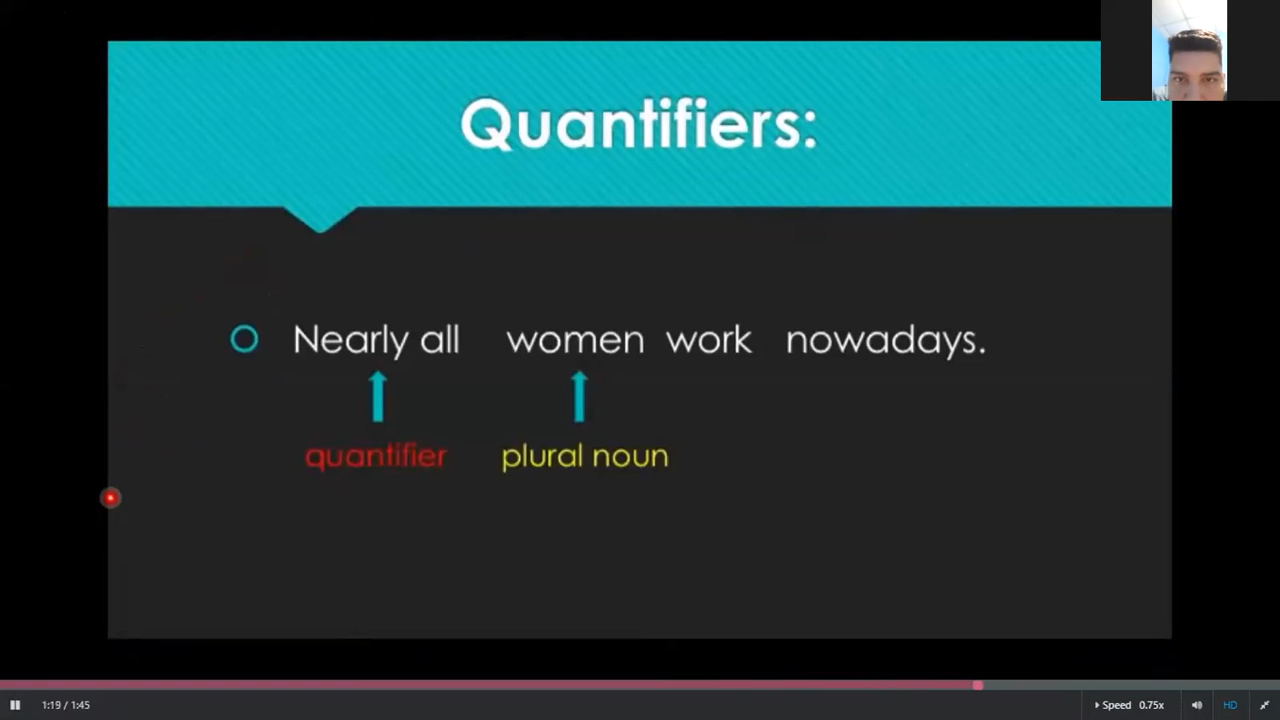 Quantifiers:
Nearly all women work nowadays.
quantifier plural noun
1:19 / 1:45 Speed 0.75x HD